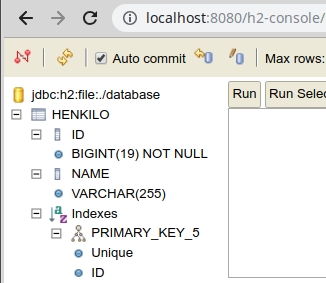 localhost:8080/h2-console/
Auto commit
Max rows:
jdbc:h2:file:./database
Run
Run Selec
HENKILO
ID
BIGINT(19) NOT NULL
NAME
VARCHAR(255)
Indexes
PRIMARY_KEY_5
Unique
ID